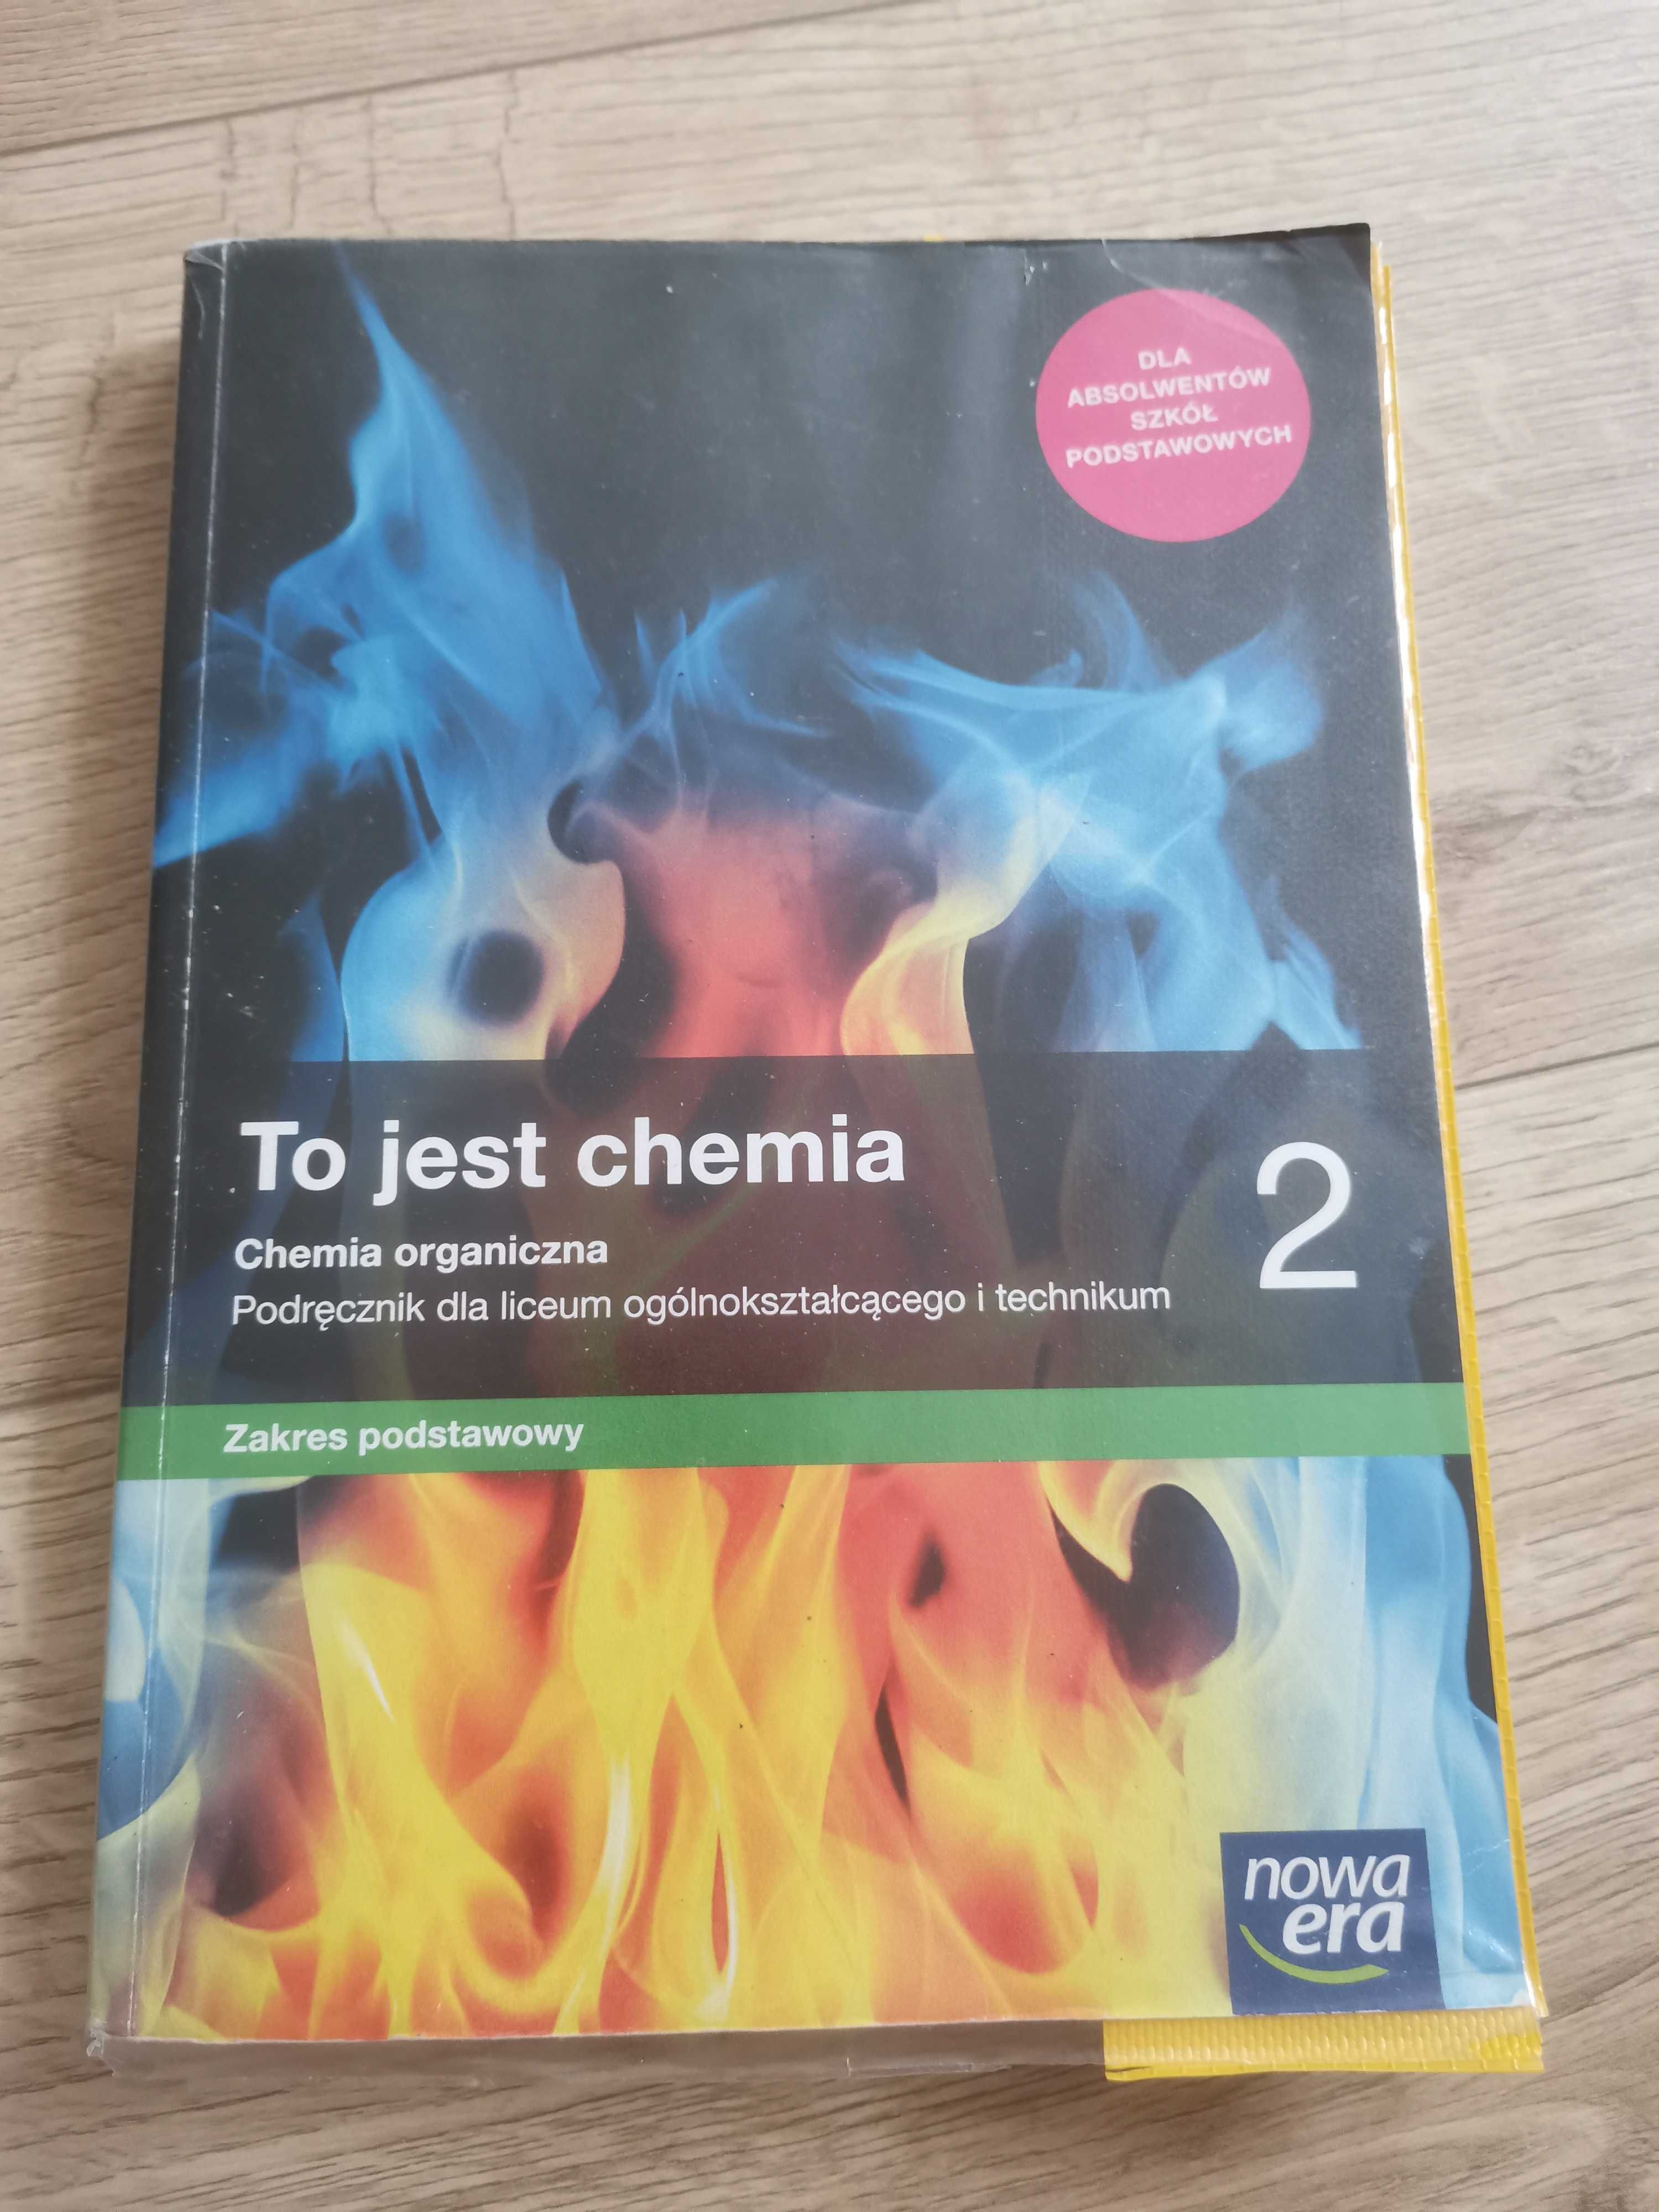 DLA
ABSOLWENTÓW
SZKÓŁ
PODSTAWOWYCH
To jest chemia
2
Chemia organiczna
Podręcznik dla liceum ogólnokształcącego i technikum
Zakres podstawowy
nowa
era